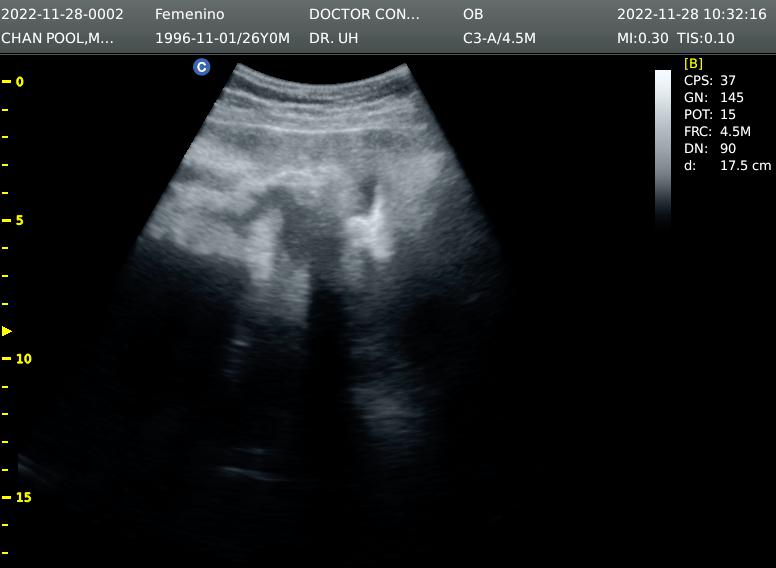 2022-11-28-0002 Femenino DOCTOR CON... OB 2022-11-28 10:32:16
CHAN POOL,M... 1996-11-01/26Y0M DR. UH C3-A/4.5M MI:0.30 TIS:0.10
C
[B]
CPS: 37
GN: 145
POT: 15
FRC: 4.5M
DN: 90
d: 17.5 cm
0
5
10
15